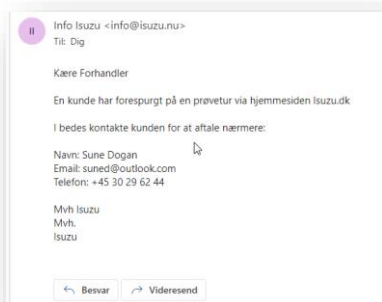 II
Info Isuzu <info@isuzu.nu>
Til: Dig
Kære Forhandler
En kunde har forespurgt på en prøvetur via hjemmesiden Isuzu.dk
I bedes kontakte kunden for at aftale nærmere:
Navn: Sune Dogan
Email: suned@outlook.com
Telefon: +45 30 29 62 44
Mvh Isuzu
Mvh.
Isuzu
Besvar Videresend